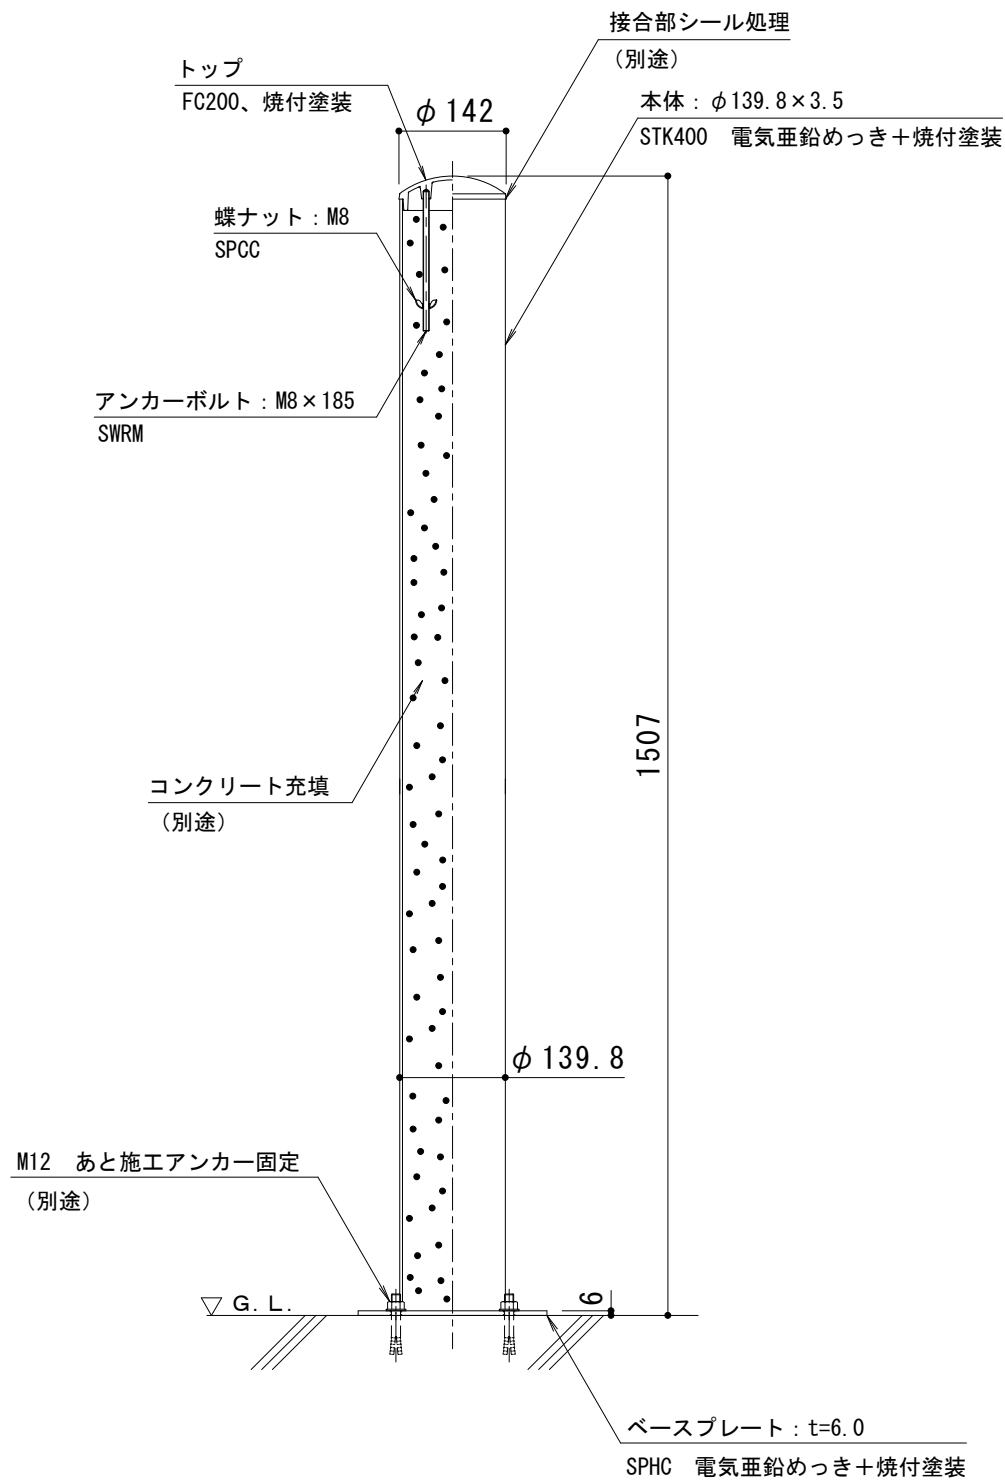 接合部シール処理
(別途)
トップ
FC200、焼付塗装
φ142
本体：φ139.8×3.5
STK400　電気亜鉛めっき＋焼付塗装
蝶ナット：M8
SPCC
アンカーボルト：M8×185
SWRM
1507
コンクリート充填
(別途)
φ139.8
M12　あと施工アンカー固定
(別途)
G.L.
6
ベースプレート：t=6.0
SPHC　電気亜鉛めっき＋焼付塗装